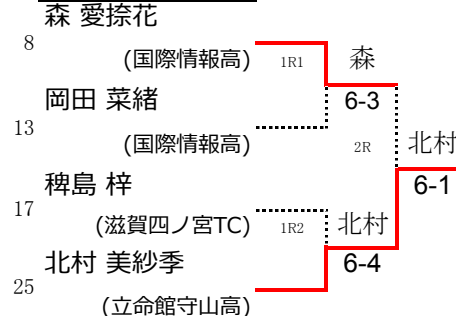 森 愛捺花
8
(国際情報高)
1R1
森
岡田 菜緒
6-3
13
(国際情報高)
2R
北村
稗島 梓
6-1
17
(滋賀四ノ宮TC)
1R2
北村
北村 美紗季
6-4
25
(立命館守山高)